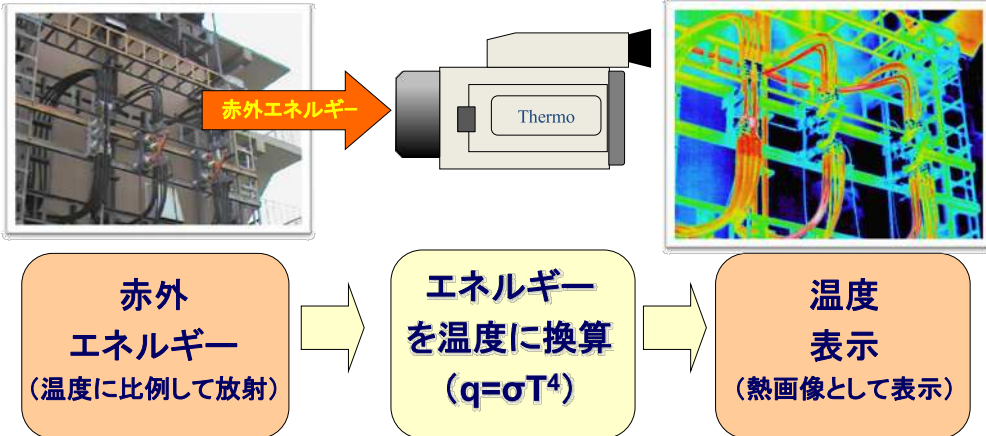 赤外エネルギー
Thermo
赤外
エネルギー
（温度に比例して放射）
エネルギー
を温度に換算
（q=σT⁴）
温度
表示
（熱画像として表示）